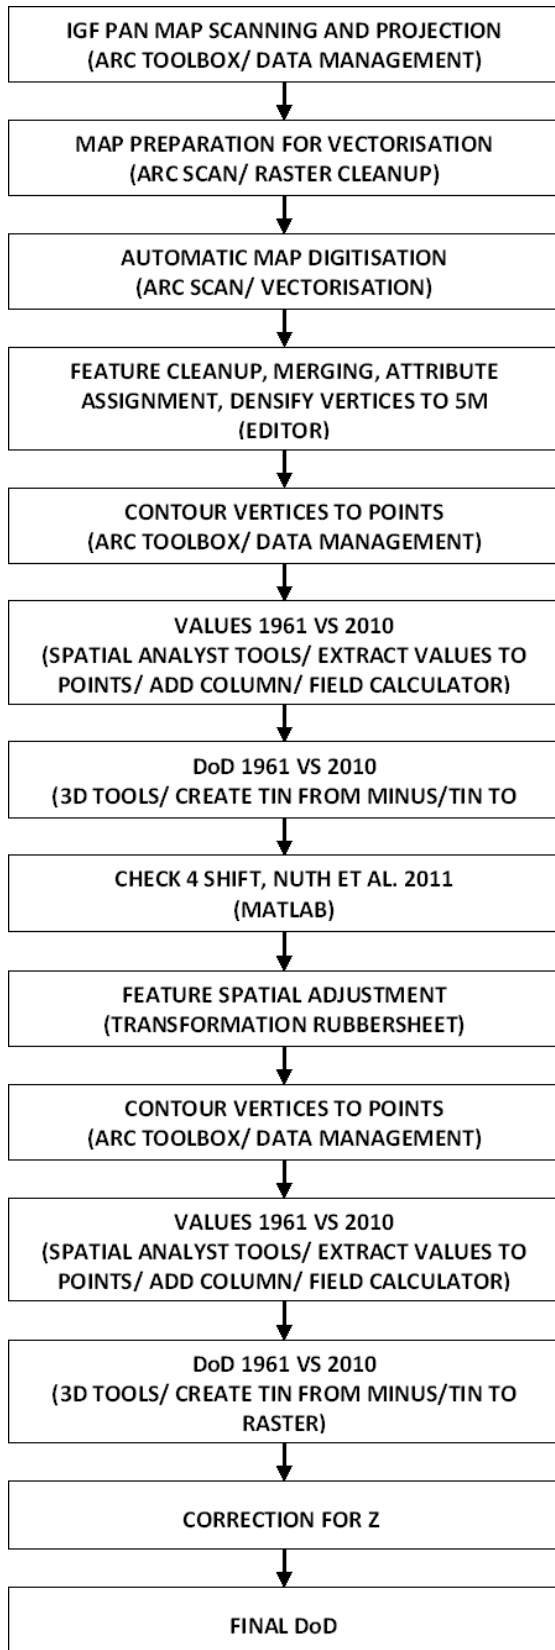 IGF PAN MAP SCANNING AND PROJECTION
(ARC TOOLBOX/ DATA MANAGEMENT)
MAP PREPARATION FOR VECTORISATION
(ARC SCAN/ RASTER CLEANUP)
AUTOMATIC MAP DIGITISATION
(ARC SCAN/ VECTORISATION)
FEATURE CLEANUP, MERGING, ATTRIBUTE
ASSIGNMENT, DENSIFY VERTICES TO 5M
(EDITOR)
CONTOUR VERTICES TO POINTS
(ARC TOOLBOX/ DATA MANAGEMENT)
VALUES 1961 VS 2010
(SPATIAL ANALYST TOOLS/ EXTRACT VALUES TO
POINTS/ ADD COLUMN/ FIELD CALCULATOR)
DoD 1961 VS 2010
(3D TOOLS/ CREATE TIN FROM MINUS/TIN TO
CHECK 4 SHIFT, NUTH ET AL. 2011
(MATLAB)
FEATURE SPATIAL ADJUSTMENT
(TRANSFORMATION RUBBERSHEET)
CONTOUR VERTICES TO POINTS
(ARC TOOLBOX/ DATA MANAGEMENT)
VALUES 1961 VS 2010
(SPATIAL ANALYST TOOLS/ EXTRACT VALUES TO
POINTS/ ADD COLUMN/ FIELD CALCULATOR)
DoD 1961 VS 2010
(3D TOOLS/ CREATE TIN FROM MINUS/TIN TO
RASTER)
CORRECTION FOR Z
FINAL DoD